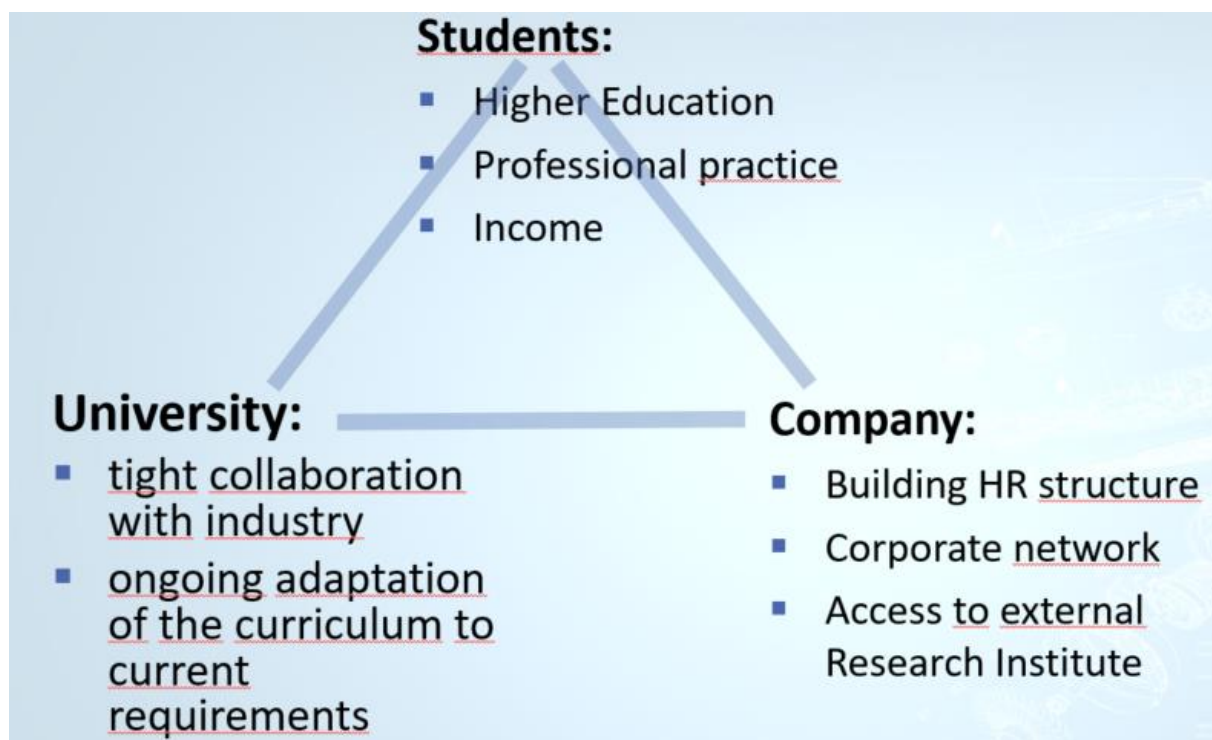 Students:
Higher Education
Professional practice
Income
University:
tight collaboration
with industry
ongoing adaptation
of the curriculum to
current
requirements
Company:
Building HR structure
Corporate network
Access to external
Research Institute